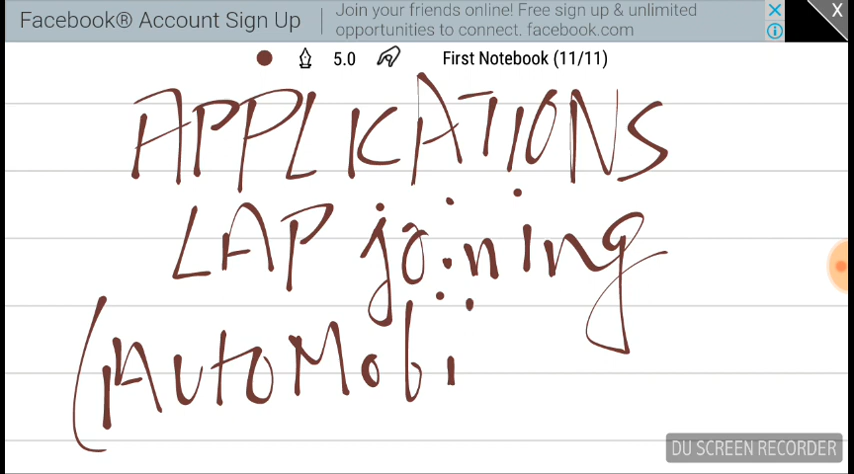 Facebook® Account Sign Up
Join your friends online! Free sign up & unlimited
opportunities to connect. facebook.com
X
5.0
First Notebook (11/11)
APPLICATIONS
LAP joining
(AutoMobi
DU SCREEN RECORDER